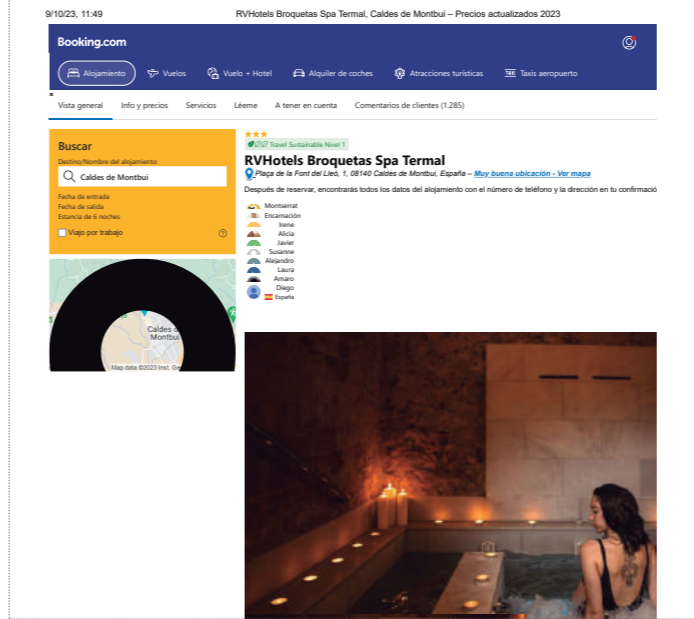 9/10/23, 11:49
RVHotels Broquetas Spa Termal, Caldes de Montbui – Precios actualizados 2023
Booking.com
Alojamiento
Vuelos
Vuelo + Hotel
Alquiler de coches
Atracciones turísticas
Taxis aeropuerto
Vista general
Info y precios
Servicios
Léeme
A tener en cuenta
Comentarios de clientes (1.285)
Buscar
Destino/Nombre del alojamiento:
Caldes de Montbui
Fecha de entrada
Fecha de salida
Estancia de 6 noches
Viajo por trabajo
Caldes
Montbui
Map data ©2023 Inst. Ge
Travel Sustainable Nivel 1
RVHotels Broquetas Spa Termal
Plaça de la Font del Lleó, 1, 08140 Caldes de Montbui, España – Muy buena ubicación - Ver mapa
Después de reservar, encontrarás todos los datos del alojamiento con el número de teléfono y la dirección en tu confirmació
Montserrat
Encarnación
Irene
Alicia
Javier
Susanne
Alejandro
Laura
Amaro
Diego
España